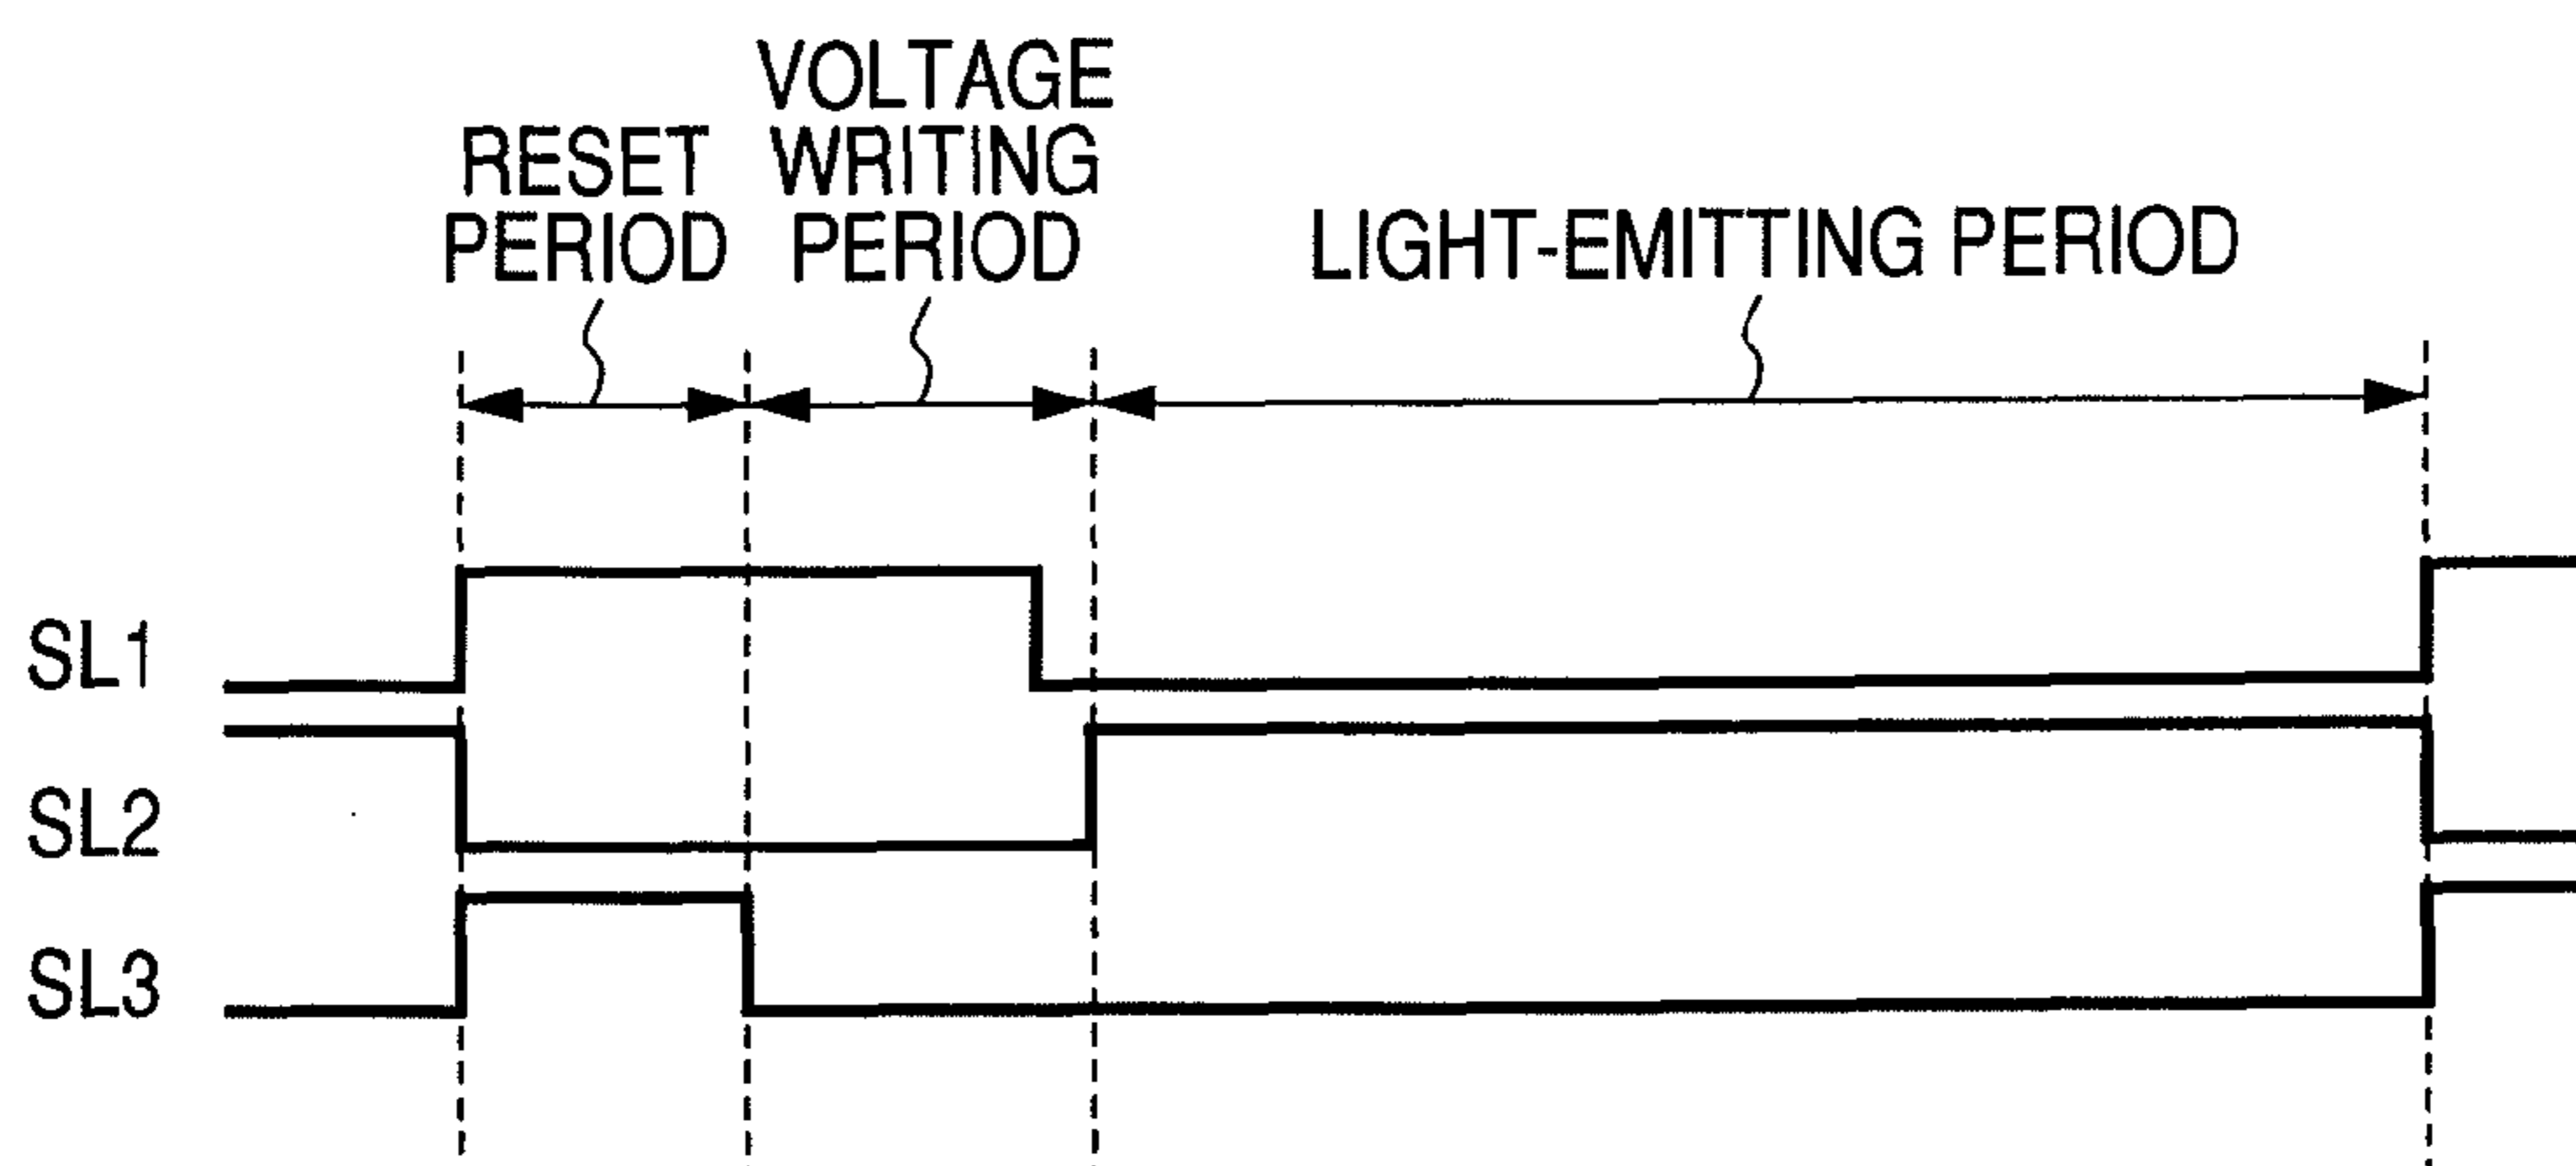 RESET
PERIOD
VOLTAGE
WRITING
PERIOD
LIGHT-EMITTING PERIOD
SL1
SL2
SL3